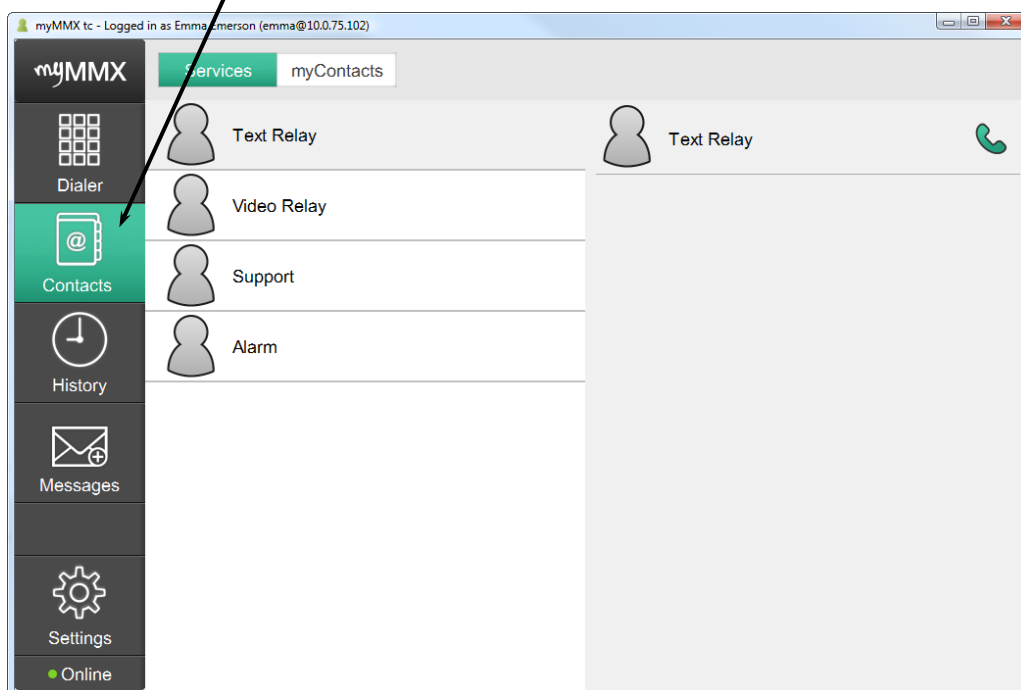 myMMX tc - Logged in as Emma Emerson (emma@10.0.75.102)
myMMX
Services
myContacts
Dialer
@
Contacts
History
Messages
Settings
Online
Text Relay
Video Relay
Support
Alarm
Text Relay